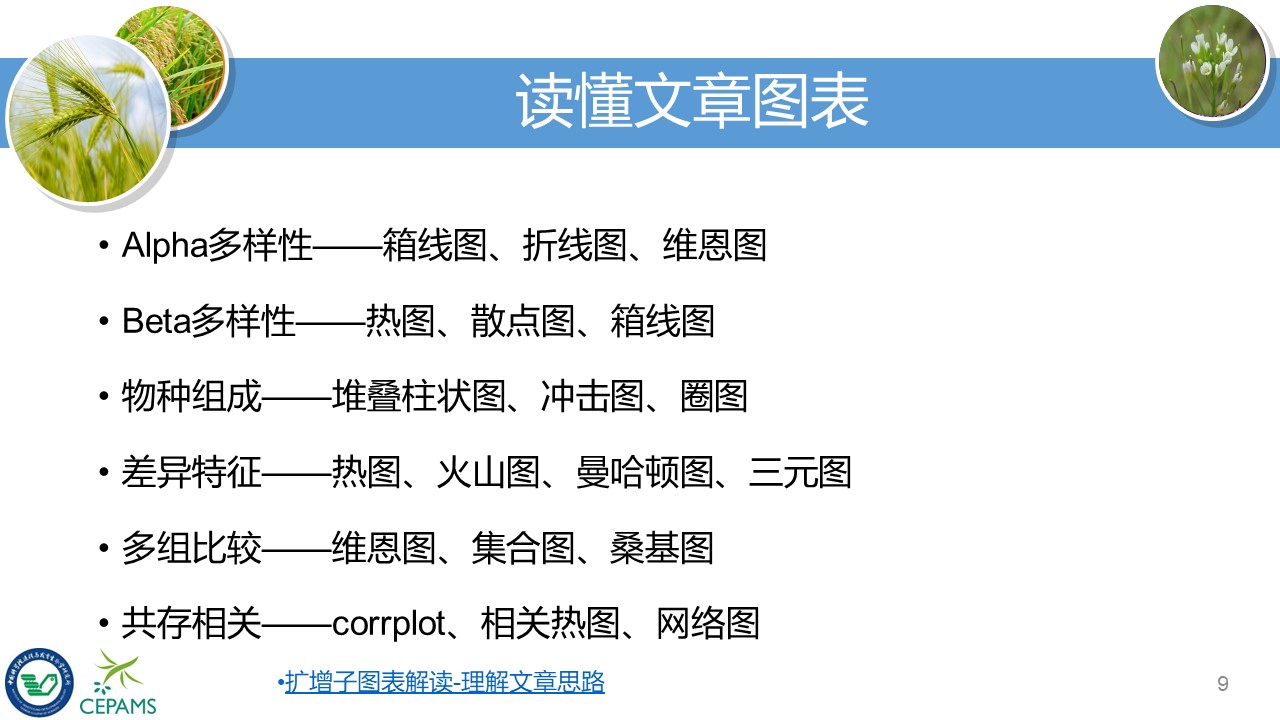 读懂文章图表
• Alpha多样性——箱线图、折线图、维恩图
• Beta多样性——热图、散点图、箱线图
• 物种组成——堆叠柱状图、冲击图、圈图
• 差异特征——热图、火山图、曼哈顿图、三元图
• 多组比较——维恩图、集合图、桑基图
• 共存相关——corrplot、相关热图、网络图
CEPAMS
•扩增子图表解读-理解文章思路
9